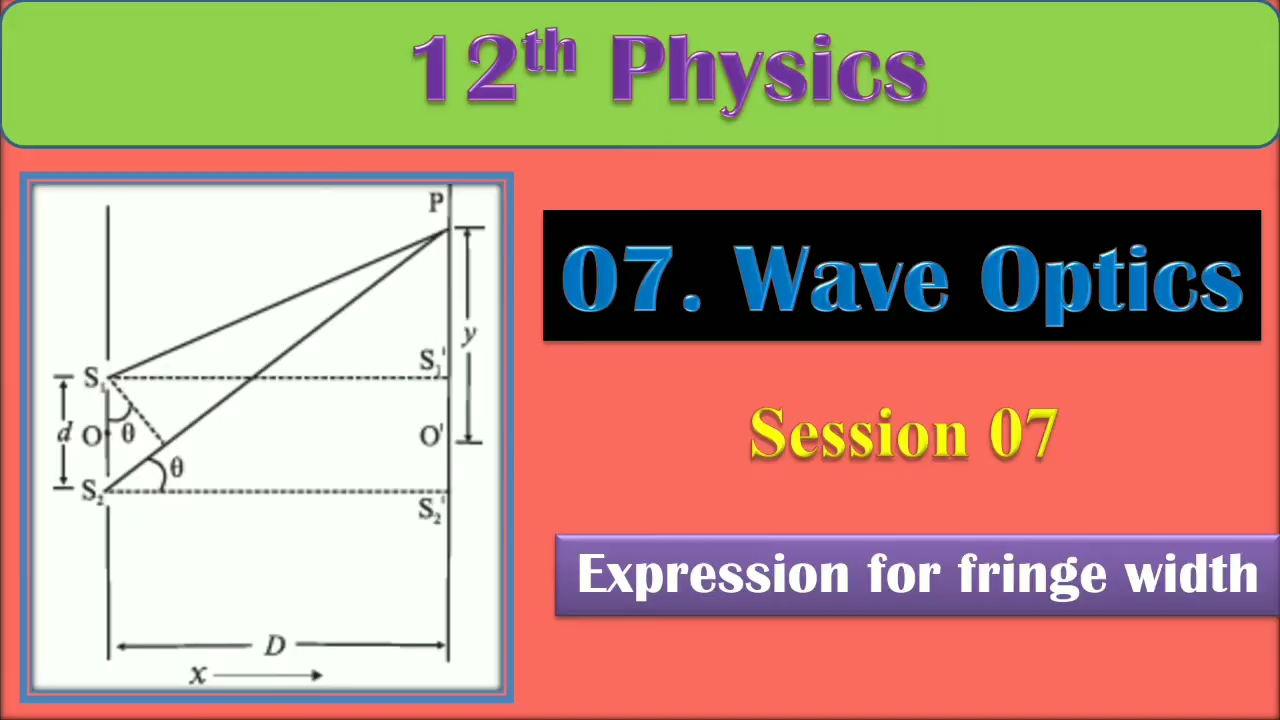 12th Physics
P
y
S₁'
S₁
θ
d
O
O'
θ
S₂
S₂'
D
x
07. Wave Optics
Session 07
Expression for fringe width